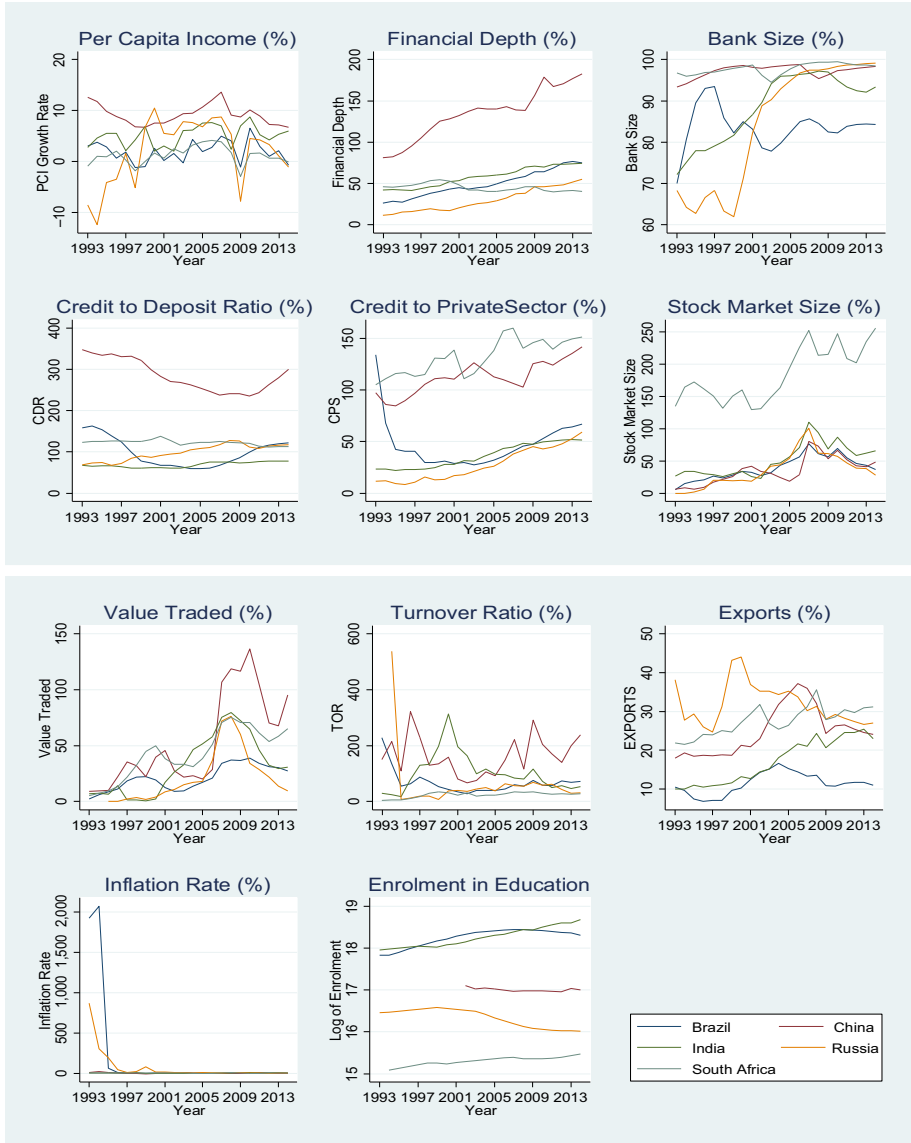 Per Capita Income (%)
PCI Growth Rate
20
10
0
−10
1993 1997 2001 2005 2009 2013
Year
Financial Depth (%)
Financial Depth
200
150
100
50
0
1993 1997 2001 2005 2009 2013
Year
Bank Size (%)
Bank Size
100
90
80
70
60
1993 1997 2001 2005 2009 2013
Year
Credit to Deposit Ratio (%)
CDR
400
300
200
100
0
1993 1997 2001 2005 2009 2013
Year
Credit to PrivateSector (%)
CPS
150
100
50
0
1993 1997 2001 2005 2009 2013
Year
Stock Market Size (%)
Stock Market Size
250
200
150
100
50
0
1993 1997 2001 2005 2009 2013
Year
Value Traded (%)
Value Traded
150
100
50
0
1993 1997 2001 2005 2009 2013
Year
Turnover Ratio (%)
TOR
600
400
200
0
1993 1997 2001 2005 2009 2013
Year
Exports (%)
EXPORTS
50
40
30
20
10
1993 1997 2001 2005 2009 2013
Year
Inflation Rate (%)
Inflation Rate
2,000
1,500
1,000
500
0
1993 1997 2001 2005 2009 2013
Year
Enrolment in Education
Log of Enrolment
19
18
17
16
15
1993 1997 2001 2005 2009 2013
Year
Brazil China
India Russia
South Africa